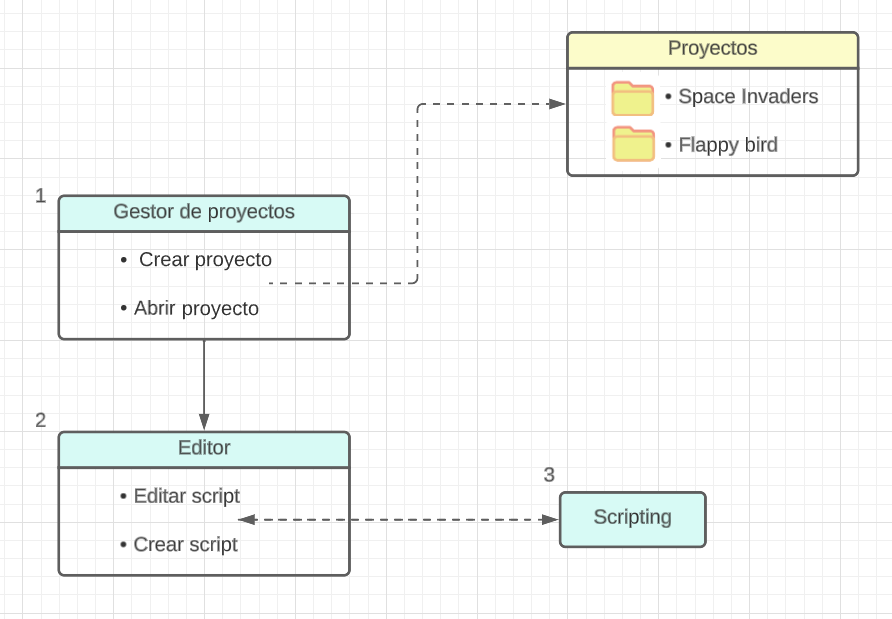 Proyectos
• Space Invaders
• Flappy bird
1
Gestor de proyectos
• Crear proyecto
• Abrir proyecto
2
Editor
• Editar script
• Crear script
3
Scripting